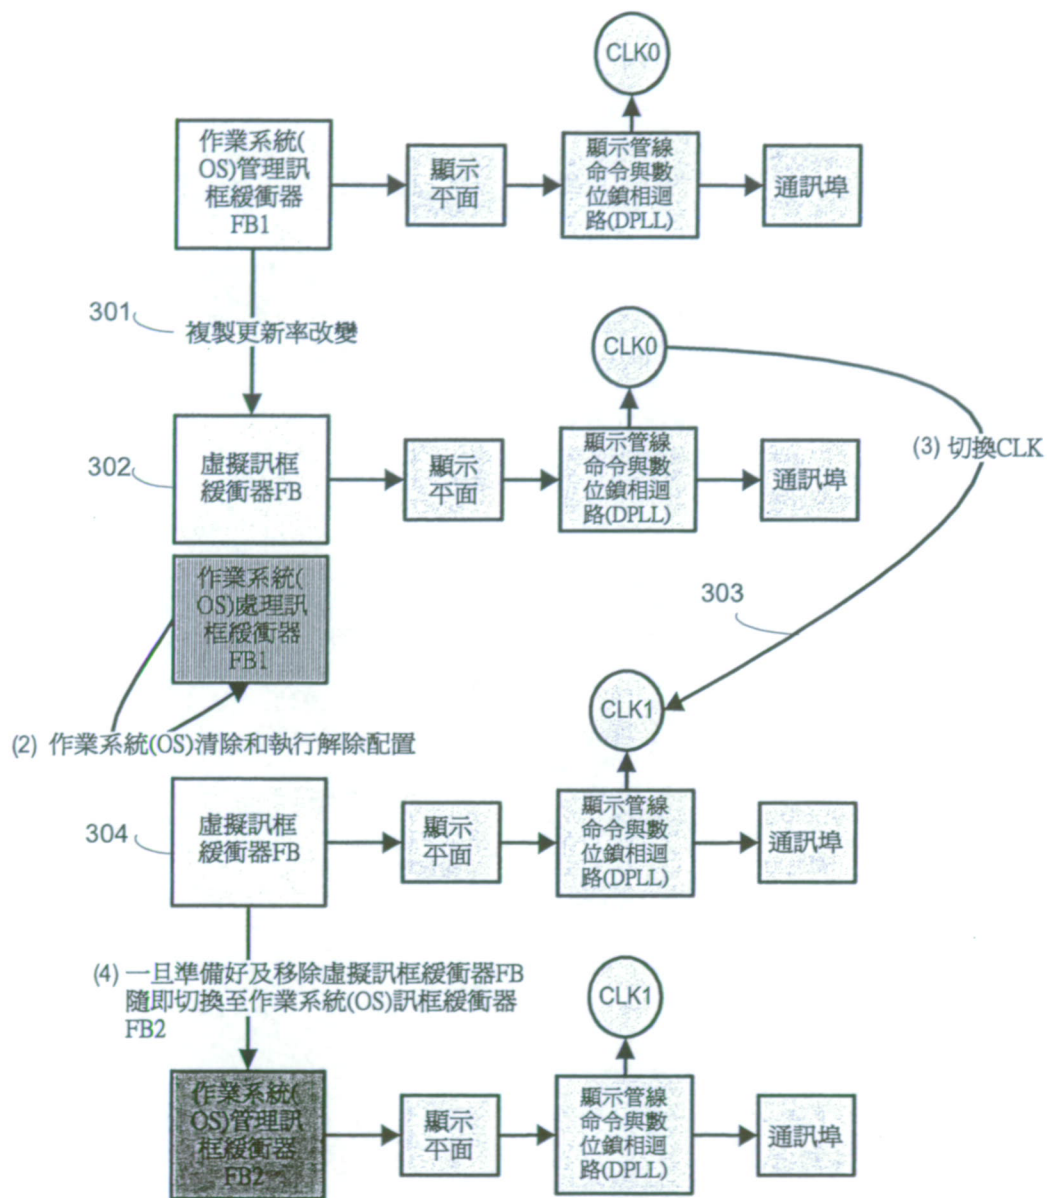 CLK0
作業系統(
OS)管理訊
框緩衝器
FB1
顯示
平面
顯示管線
命令與數
位鎖相迴
路(DPLL)
通訊埠
301
複製更新率改變
CLK0
302
虛擬訊框
緩衝器FB
顯示
平面
顯示管線
命令與數
位鎖相迴
路(DPLL)
通訊埠
(3) 切換CLK
作業系統(
OS)處理訊
框緩衝器
FB1
303
CLK1
(2) 作業系統(OS)清除和執行解除配置
304
虛擬訊框
緩衝器FB
顯示
平面
顯示管線
命令與數
位鎖相迴
路(DPLL)
通訊埠
(4) 一旦準備好及移除虛擬訊框緩衝器FB
隨即切換至作業系統(OS)訊框緩衝器
FB2
CLK1
作業系統(
OS)管理訊
框緩衝器
FB2
顯示
平面
顯示管線
命令與數
位鎖相迴
路(DPLL)
通訊埠